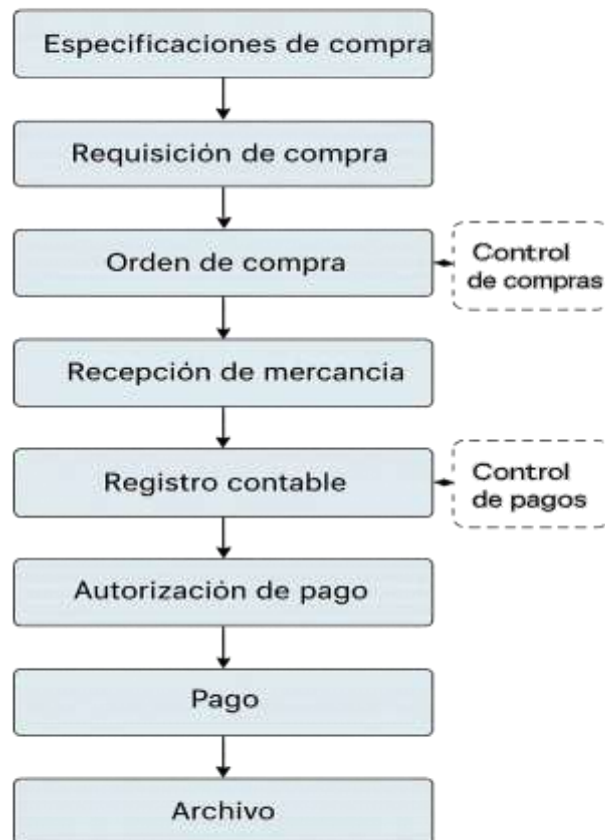 Especificaciones de compra
Requisición de compra
Orden de compra
Control
de compras
Recepción de mercancia
Registro contable
Control
de pagos
Autorización de pago
Pago
Archivo